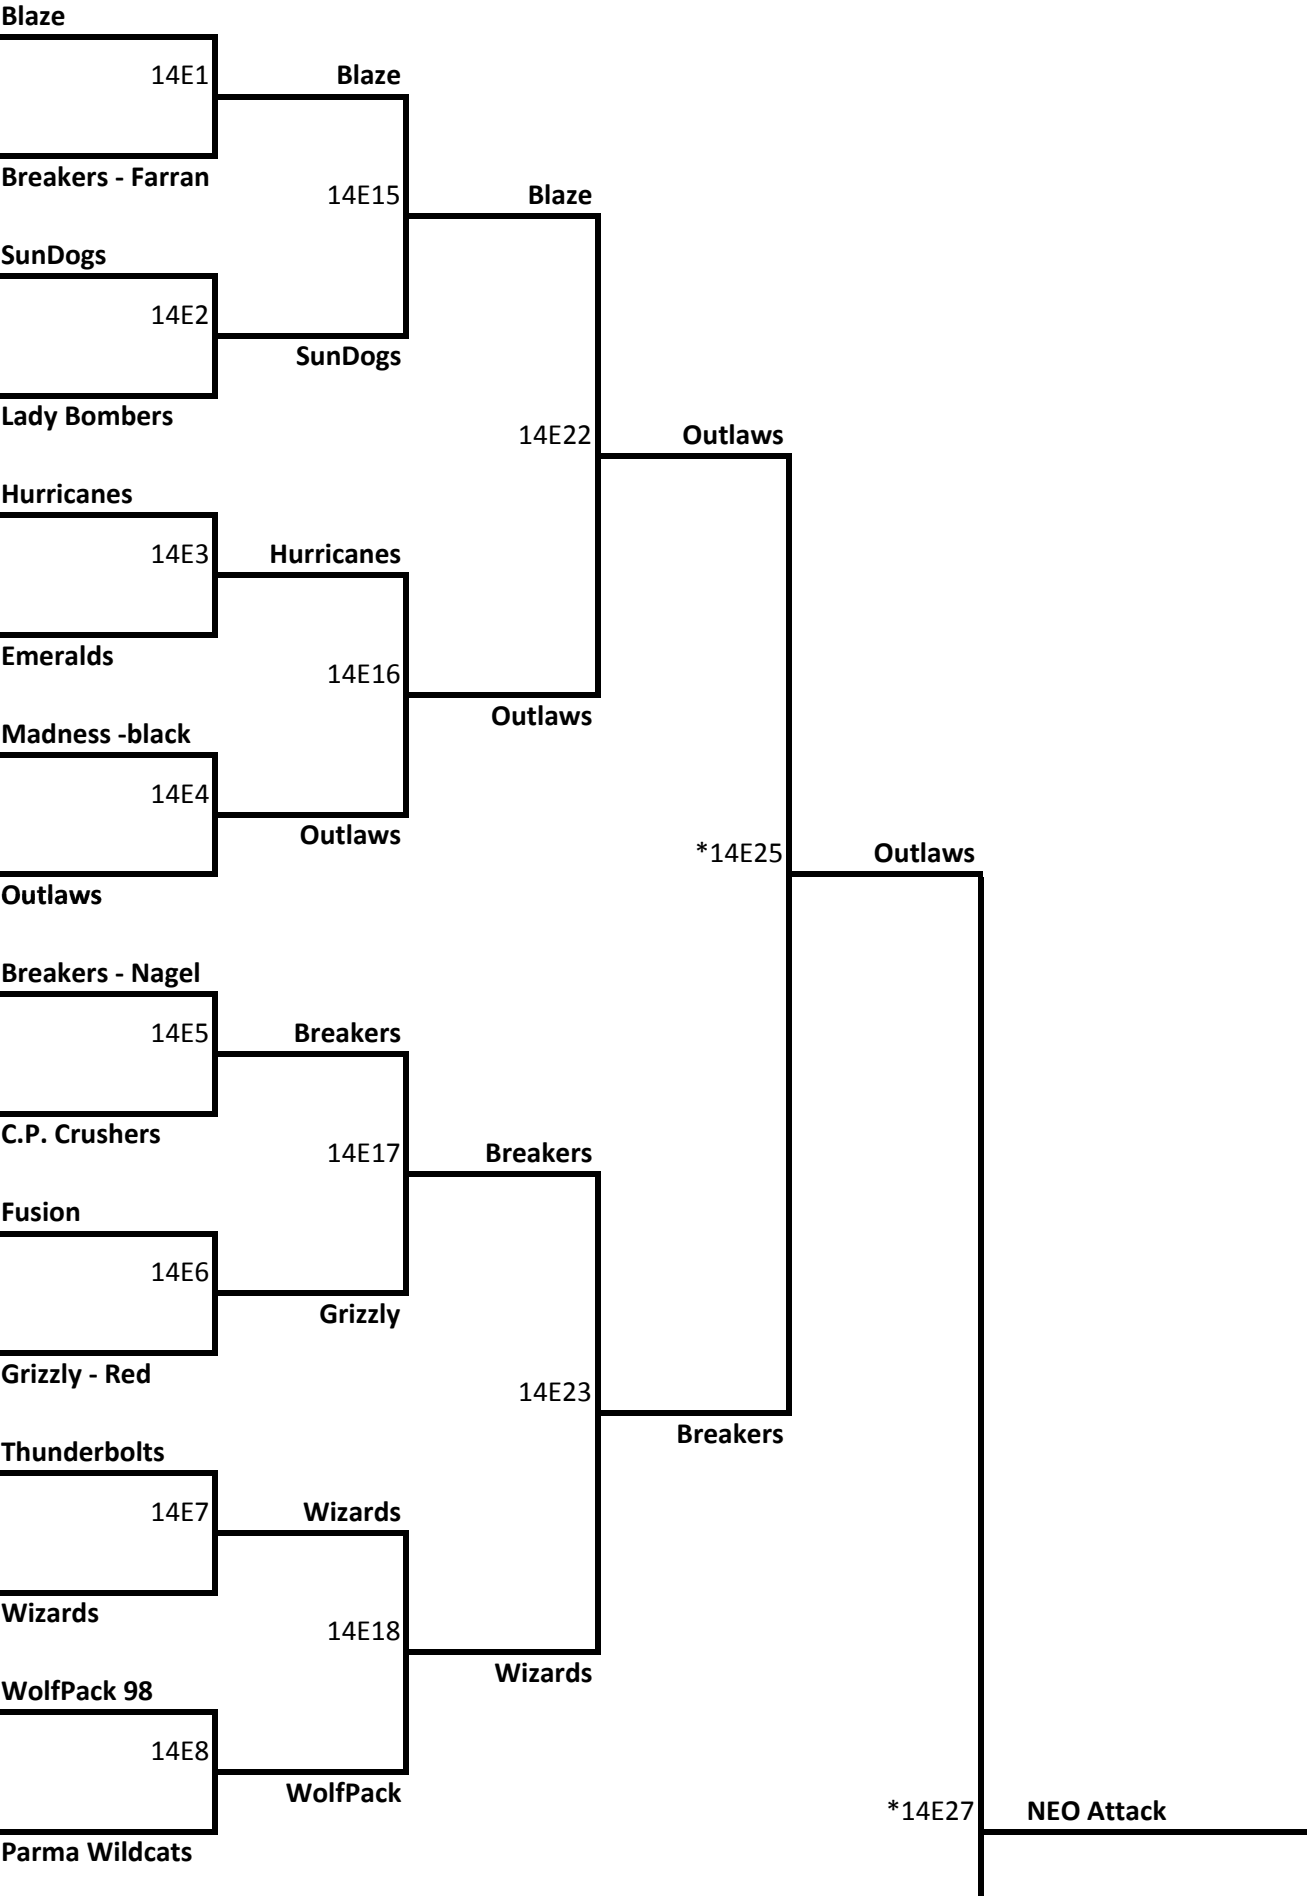 Blaze
14E1
Blaze
Breakers - Farran
14E15
Blaze
SunDogs
14E2
SunDogs
Lady Bombers
14E22
Outlaws
Hurricanes
14E3
Hurricanes
Emeralds
14E16
Outlaws
Madness -black
14E4
Outlaws
*14E25
Outlaws
Outlaws
Breakers - Nagel
14E5
Breakers
C.P. Crushers
14E17
Breakers
Fusion
14E6
Grizzly
Grizzly - Red
14E23
Breakers
Thunderbolts
14E7
Wizards
Wizards
14E18
Wizards
WolfPack 98
14E8
WolfPack
*14E27
NEO Attack
Parma Wildcats